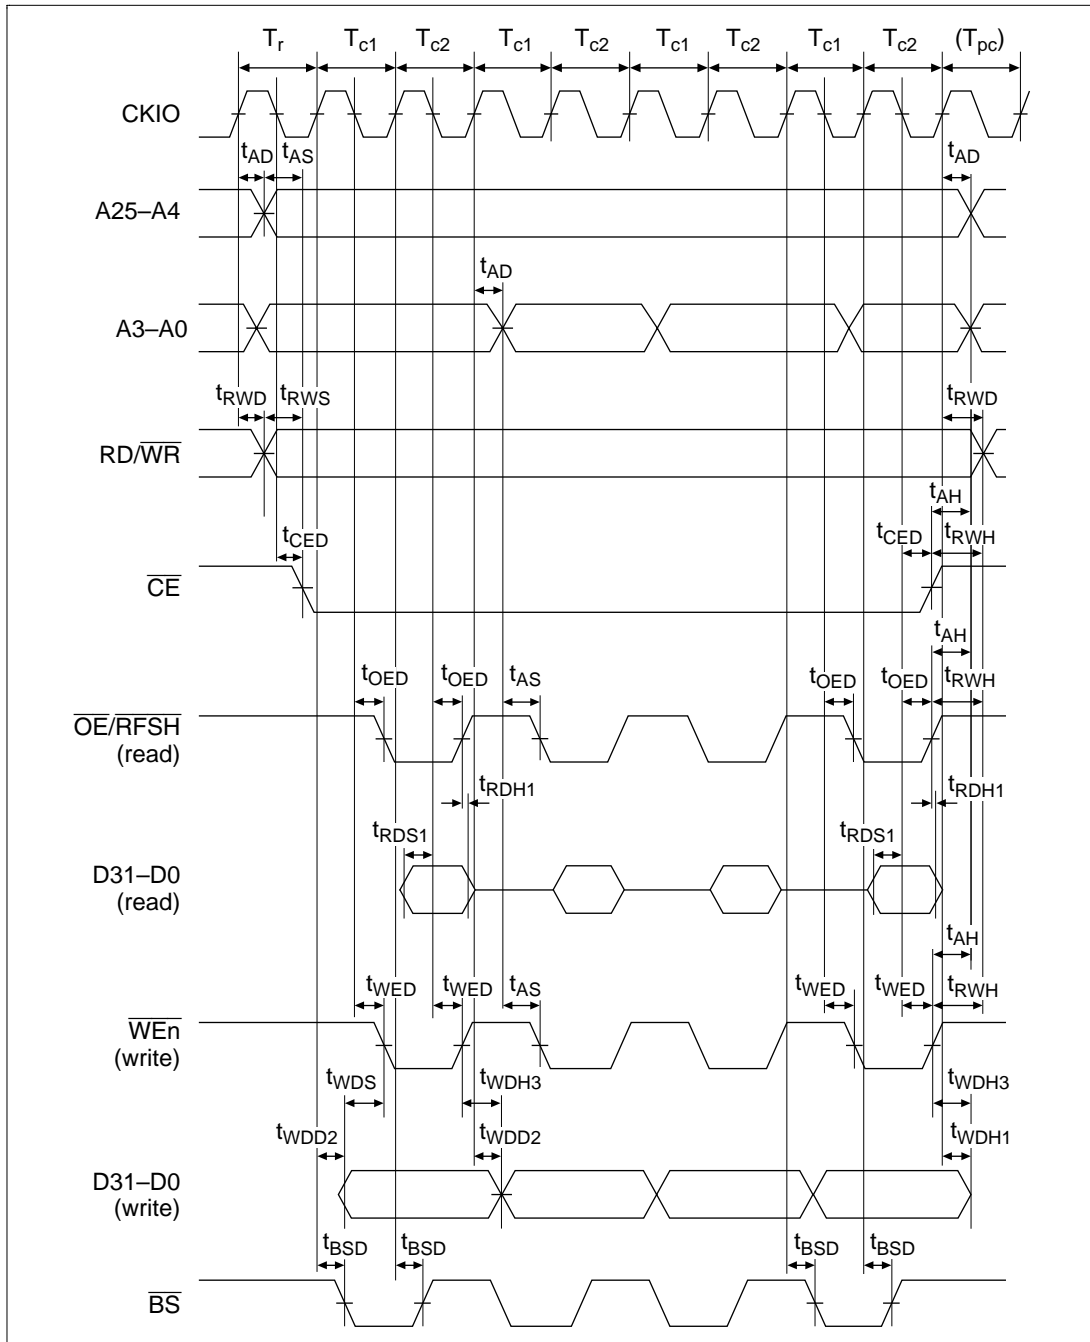 Tr Tc1 Tc2 Tc1 Tc2 Tc1 Tc2 Tc1 Tc2 (Tpc)
CKIO
tAD tAS tAD
A25–A4
tAD
A3–A0
tRWD tRWS tRWD
RD/WR
tAH
tCED tCED tRWH
CE
tAH
tOED tOED tAS tOED tOED tRWH
OE/RFSH
(read)
tRDH1 tRDH1
tRDS1 tRDS1
D31–D0
(read)
tAH
tWED tWED tAS tWED tWED tRWH
WEn
(write)
tWDS tWDH3 tWDH3
tWDD2 tWDD2 tWDH1
D31–D0
(write)
tBSD tBSD tBSD tBSD
BS